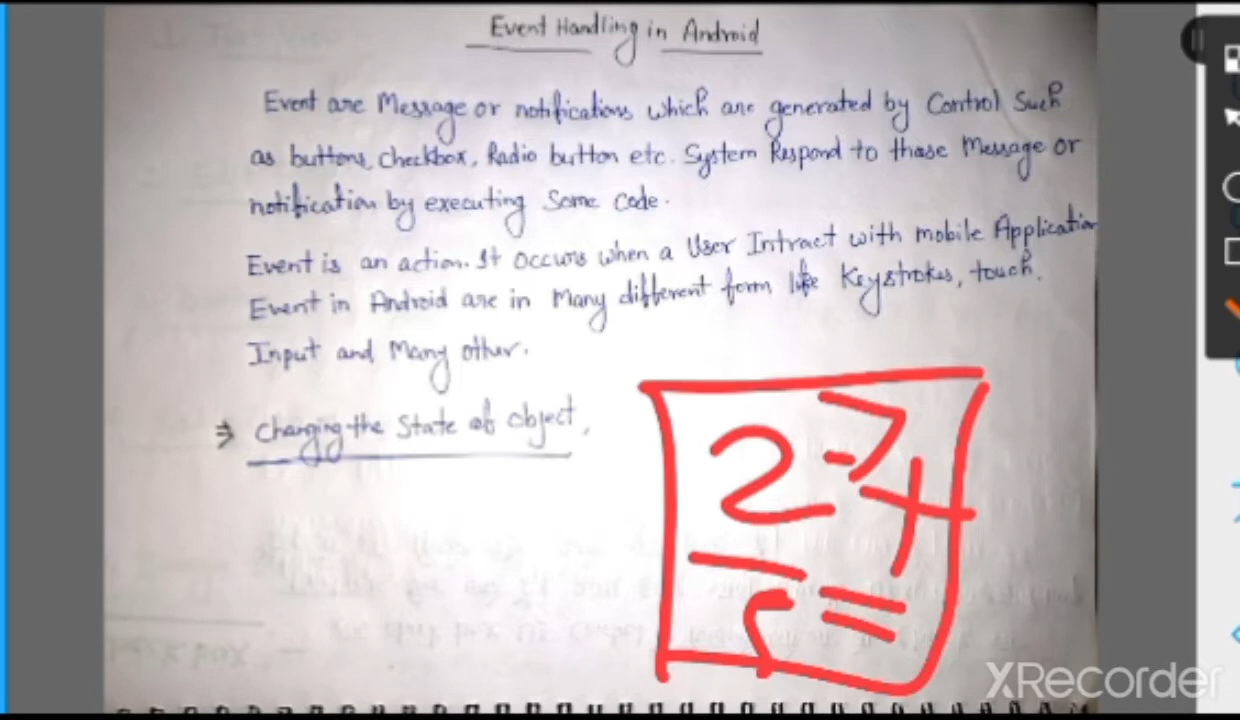 Event Handling in Android
Event are Message or notifications which are generated by Control Such
as buttons, checkbox, Radio button etc. System Respond to those Message or
notification by executing Some Code.
Event is an action. It occurs when a User Intract with mobile Application
Event in Android are in Many different form like Keystrokes, touch.
Input and Many other.
⇒ Changing the State of object,
2
+
=
XRecorder